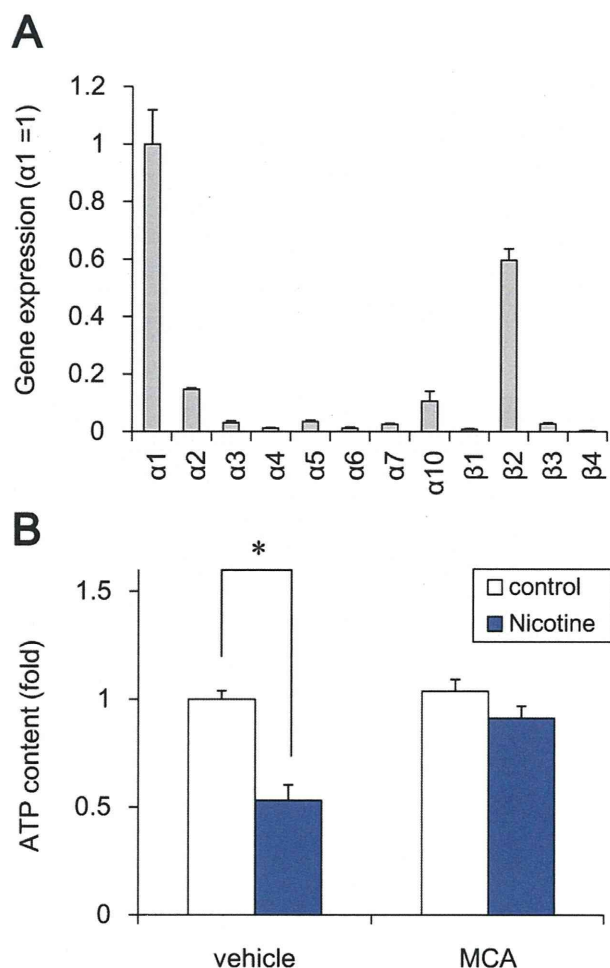 A
Gene expression (α1 =1)
1.2
1
0.8
0.6
0.4
0.2
0
α1
α2
α3
α4
α5
α6
α7
α10
β1
β2
β3
β4
B
ATP content (fold)
1.5
1
0.5
0
*
control
Nicotine
vehicle
MCA